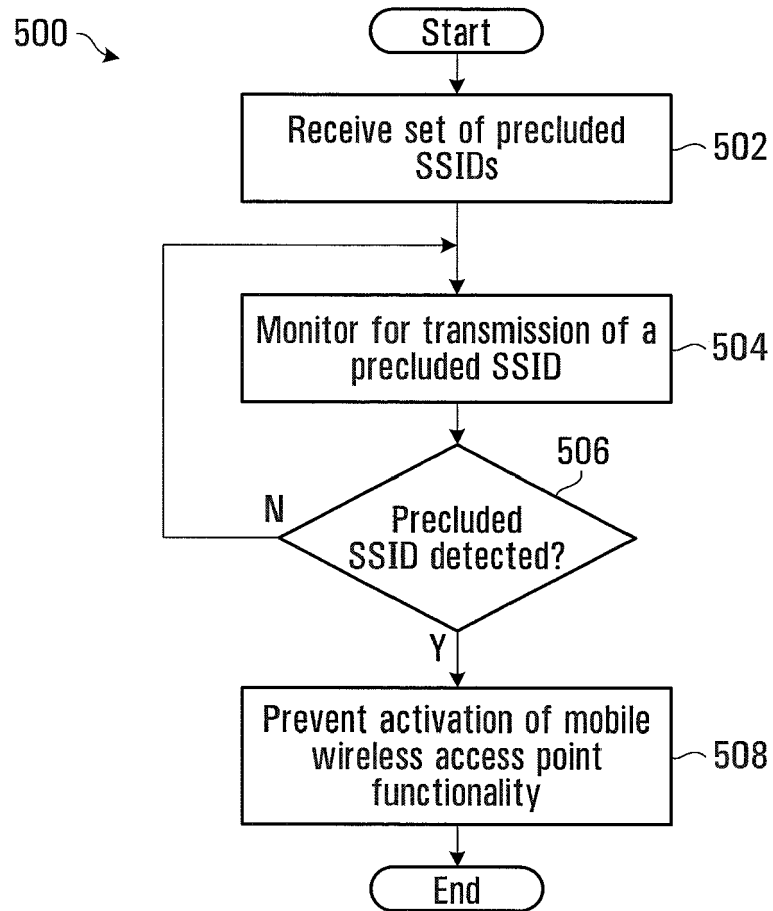 500
Start
Receive set of precluded
SSIDs
502
Monitor for transmission of a
precluded SSID
504
506
N
Precluded
SSID detected?
Y
Prevent activation of mobile
wireless access point
functionality
508
End